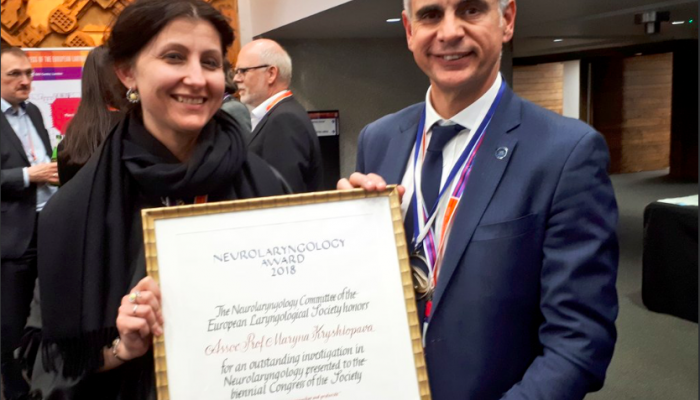 NEUROLARYNGOLOGY
AWARD
2018
The Neurolaryngology Committee of the
European Laryngological Society honors
Assoc. Prof. Maryna Kryshtopava,
for an outstanding investigation in
Neurolaryngology presented to the
biennial Congress of the Society